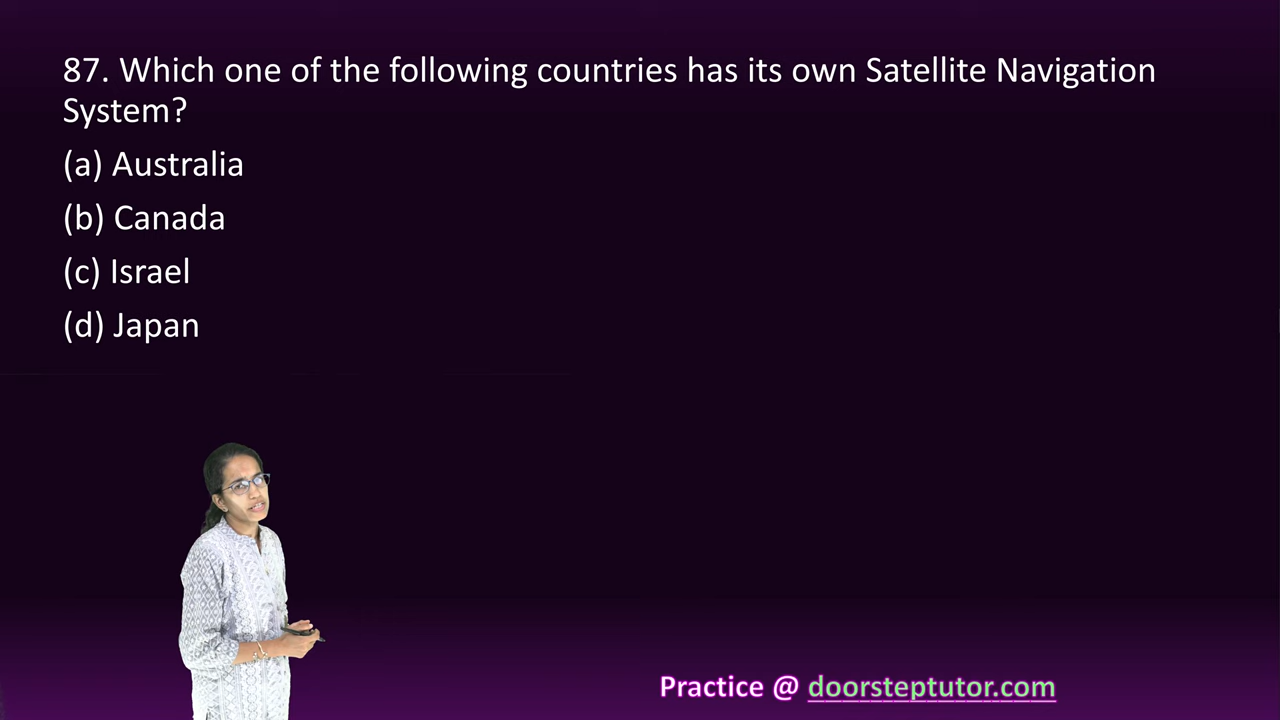 87. Which one of the following countries has its own Satellite Navigation
System?
(a) Australia
(b) Canada
(c) Israel
(d) Japan
Practice @ doorsteptutor.com